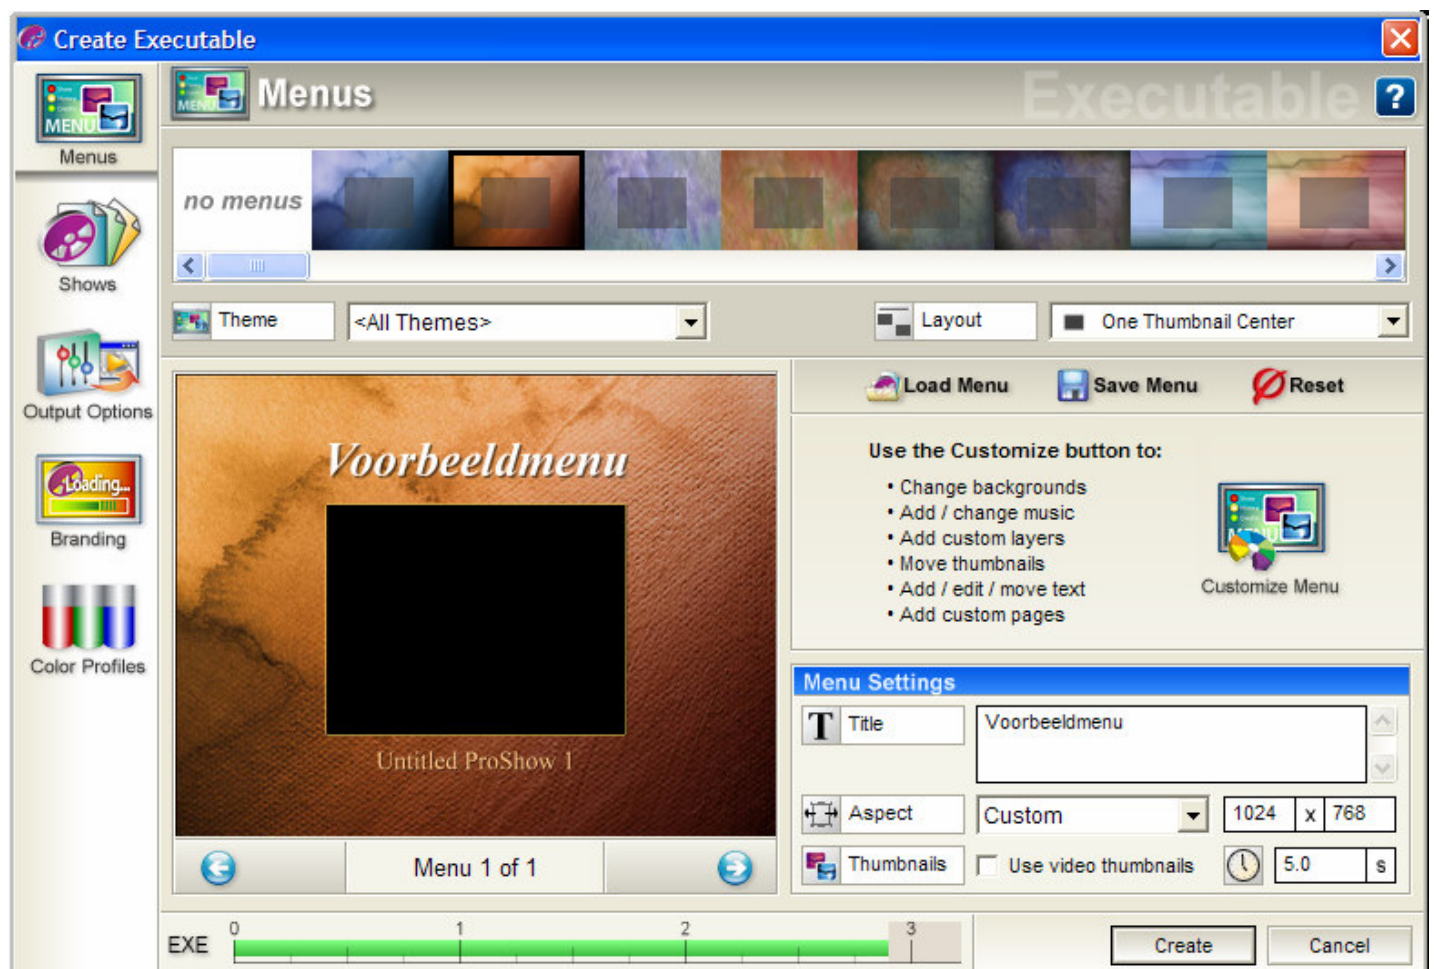 Create Executable
MENU
Menus
MENU
Menus
Executable
?
no menus
Shows
Theme
<All Themes>
Layout
One Thumbnail Center
Output Options
Load Menu
Save Menu
Reset
Voorbeeldmenu
Use the Customize button to:
• Change backgrounds
• Add / change music
• Add custom layers
• Move thumbnails
• Add / edit / move text
• Add custom pages
Customize Menu
Loading...
Branding
Color Profiles
Untitled ProShow 1
Menu 1 of 1
Menu Settings
T Title
Voorbeeldmenu
Aspect
Custom
1024 x 768
Thumbnails
Use video thumbnails
5.0 s
EXE
0 1 2 3
Create
Cancel